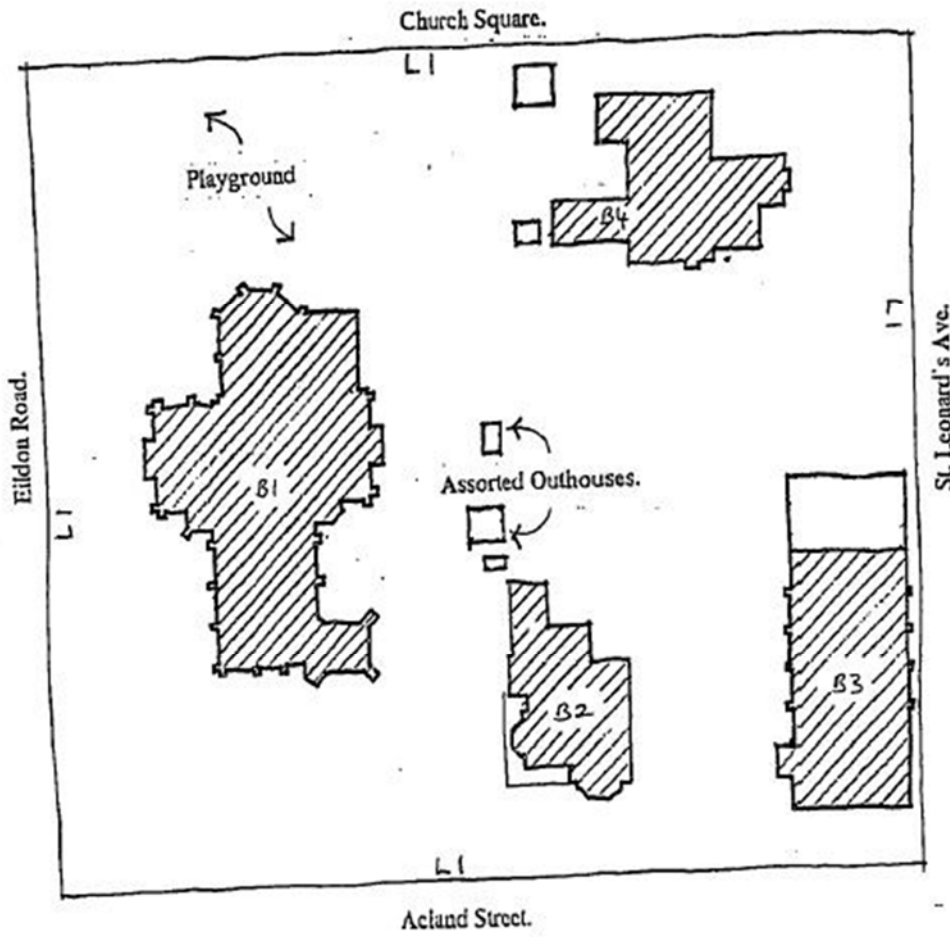 Church Square.
L1
Playground
B4
L1
St. Leonard's Ave.
Eildon Road.
B1
Assorted Outhouses.
L1
B2
B3
L1
Acland Street.